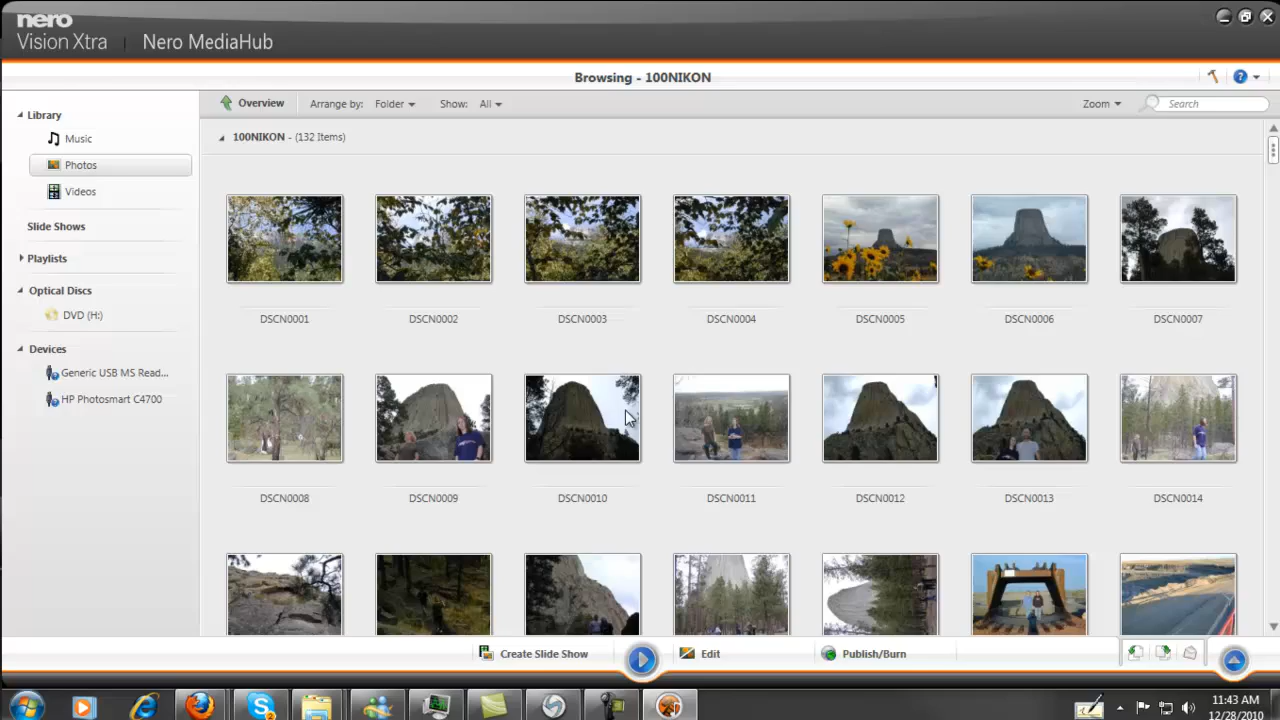 nero
Vision Xtra | Nero MediaHub
Browsing - 100NIKON
Overview Arrange by: Folder Show: All Zoom Search
Library
Music
Photos
Videos
Slide Shows
Playlists
Optical Discs
DVD (H:)
Devices
Generic USB MS Read...
HP Photosmart C4700
100NIKON - (132 Items)
DSCN0001 DSCN0002 DSCN0003 DSCN0004 DSCN0005 DSCN0006 DSCN0007
DSCN0008 DSCN0009 DSCN0010 DSCN0011 DSCN0012 DSCN0013 DSCN0014
Create Slide Show Edit Publish/Burn
11:43 AM
12/28/2010